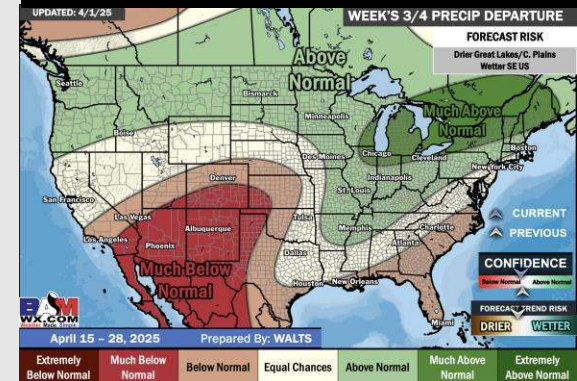 UPDATED: 4/1/25
WEEK'S 3/4 PRECIP DEPARTURE
FORECAST RISK
Drier Great Lakes/C. Plains
Wetter SE US
Above
Normal
Seattle
Bismarck
Minneapolis
Much Above
Normal
Boise
Boston
Chicago
Cleveland
New York City
Des Moines
Denver
Indianapolis
San Francisco
St. Louis
Las Vegas
Tulsa
CURRENT
Los Angeles
Albuquerque
Memphis
Charlotte
PREVIOUS
Phoenix
Atlanta
Dallas
CONFIDENCE
Much Below
Normal
Below Normal
Above Normal
Houston
New Orleans
BAM
WX.COM
Weather Made Simple.
FORECAST TREND RISK
DRIER
WETTER
Miami
April 15 – 28, 2025
Prepared By: WALTS
Extremely
Below Normal
Much Below
Normal
Below Normal
Equal Chances
Above Normal
Much Above
Normal
Extremely
Above Normal